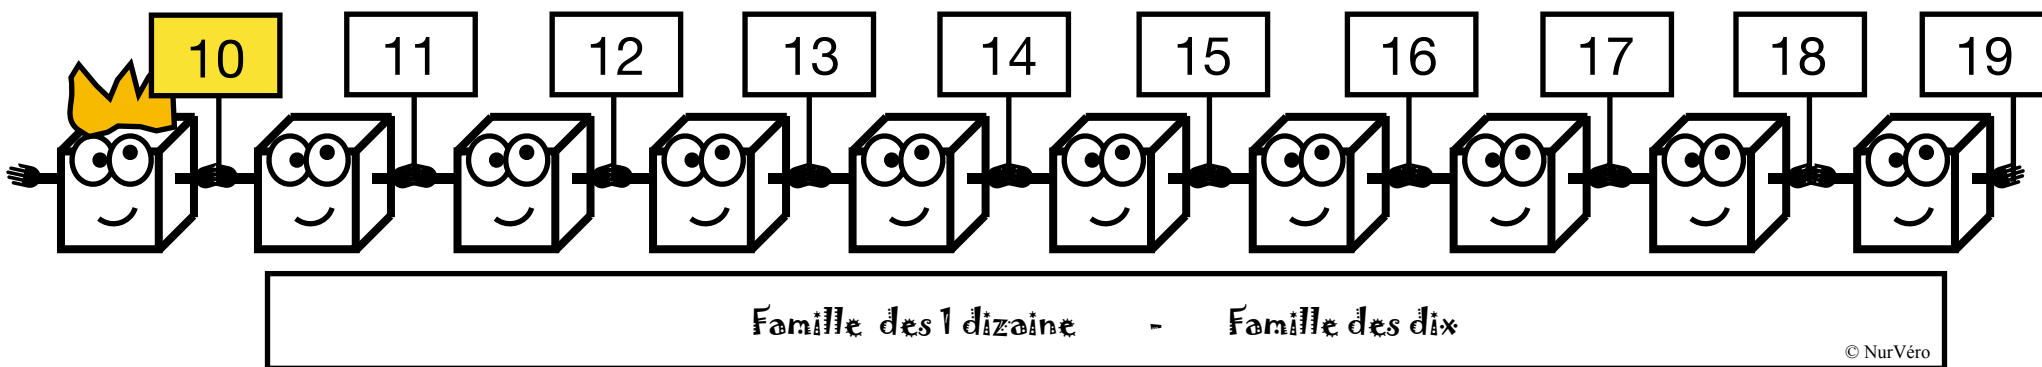 10 11 12 13 14 15 16 17 18 19
Famille des 1 dizaine - Famille des dix
© NurVéro